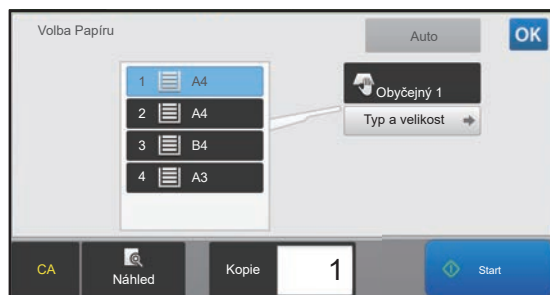 Volba Papíru
Auto
OK
1 A4
2 A4
3 B4
4 A3
Obyčejný 1
Typ a velikost
CA
Náhled
Kopie
1
Start